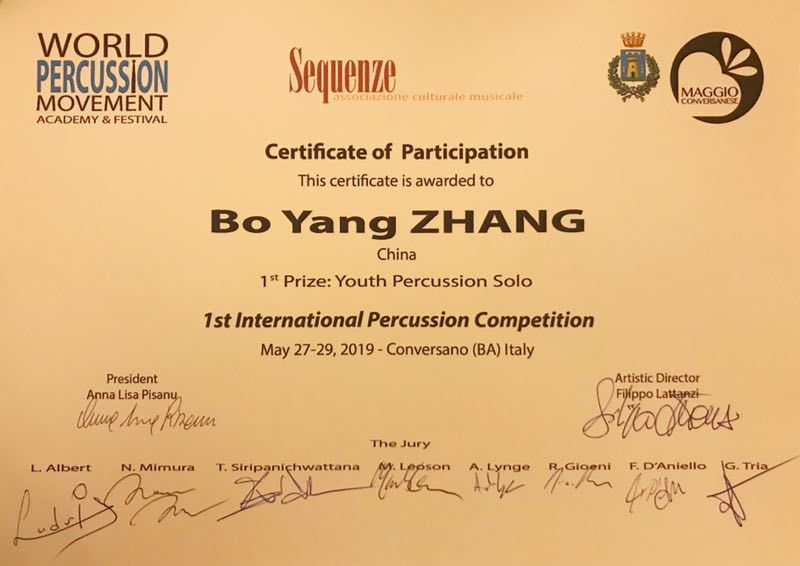 WORLD
PERCUSSION
MOVEMENT
ACADEMY & FESTIVAL
Sequenze
associazione culturale musicale
MAGGIO
CONVERSANESE
Certificate of Participation
This certificate is awarded to
Bo Yang ZHANG
China
1st Prize: Youth Percussion Solo
1st International Percussion Competition
May 27-29, 2019 - Conversano (BA) Italy
President
Anna Lisa Pisanu
Artistic Director
Filippo Lattanzi
The Jury
L. Albert N. Mimura T. Siripanichwattana M. Leoson A. Lynge R. Gioeni F. D'Aniello G. Tria